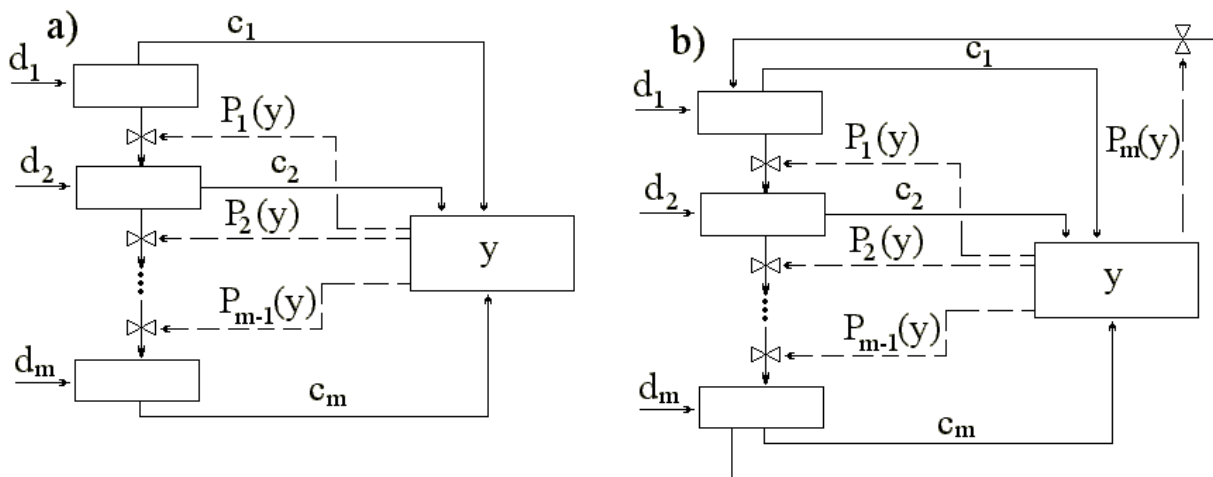 a)
c1
d1
P1(y)
d2
c2
P2(y)
y
Pm-1(y)
dm
cm
b)
c1
d1
P1(y)
Pm(y)
d2
c2
P2(y)
y
Pm-1(y)
dm
cm